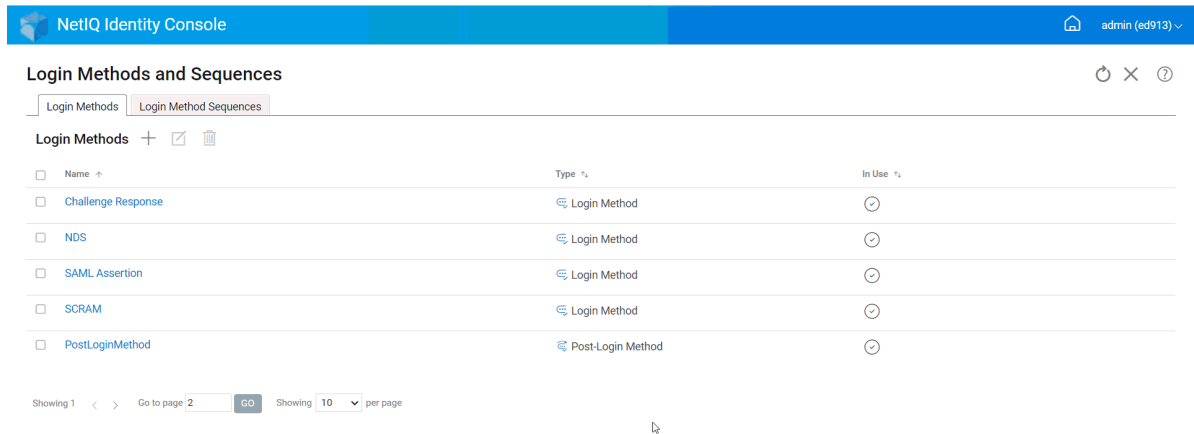 NetIQ Identity Console
admin (ed913)
Login Methods and Sequences
Login Methods
Login Method Sequences
Login Methods
Name Type In Use
Challenge Response Login Method
NDS Login Method
SAML Assertion Login Method
SCRAM Login Method
PostLoginMethod Post-Login Method
Showing 1 Go to page 2 GO Showing 10 per page